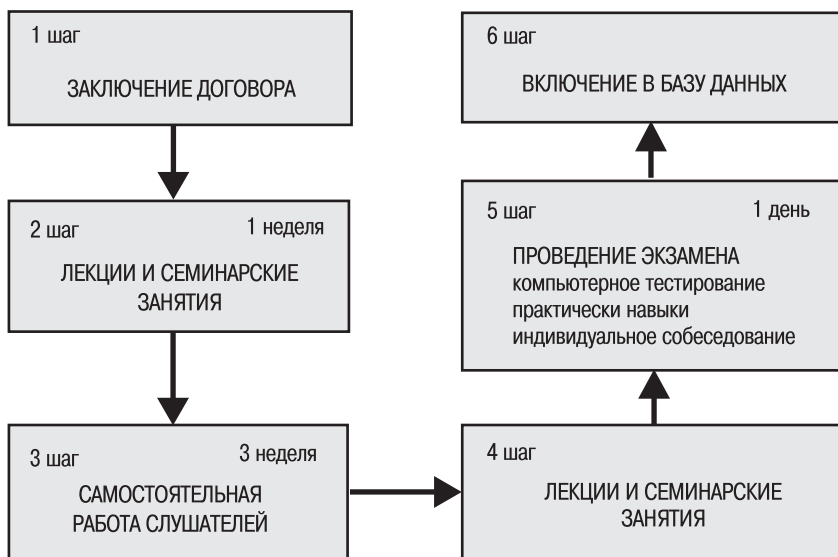 1 шаг
ЗАКЛЮЧЕНИЕ ДОГОВОРА
2 шаг 1 неделя
ЛЕКЦИИ И СЕМИНАРСКИЕ
ЗАНЯТИЯ
3 шаг 3 неделя
САМОСТОЯТЕЛЬНАЯ
РАБОТА СЛУШАТЕЛЕЙ
4 шаг
ЛЕКЦИИ И СЕМИНАРСКИЕ
ЗАНЯТИЯ
5 шаг 1 день
ПРОВЕДЕНИЕ ЭКЗАМЕНА
компьютерное тестирование
практически навыки
индивидуальное собеседование
6 шаг
ВКЛЮЧЕНИЕ В БАЗУ ДАННЫХ